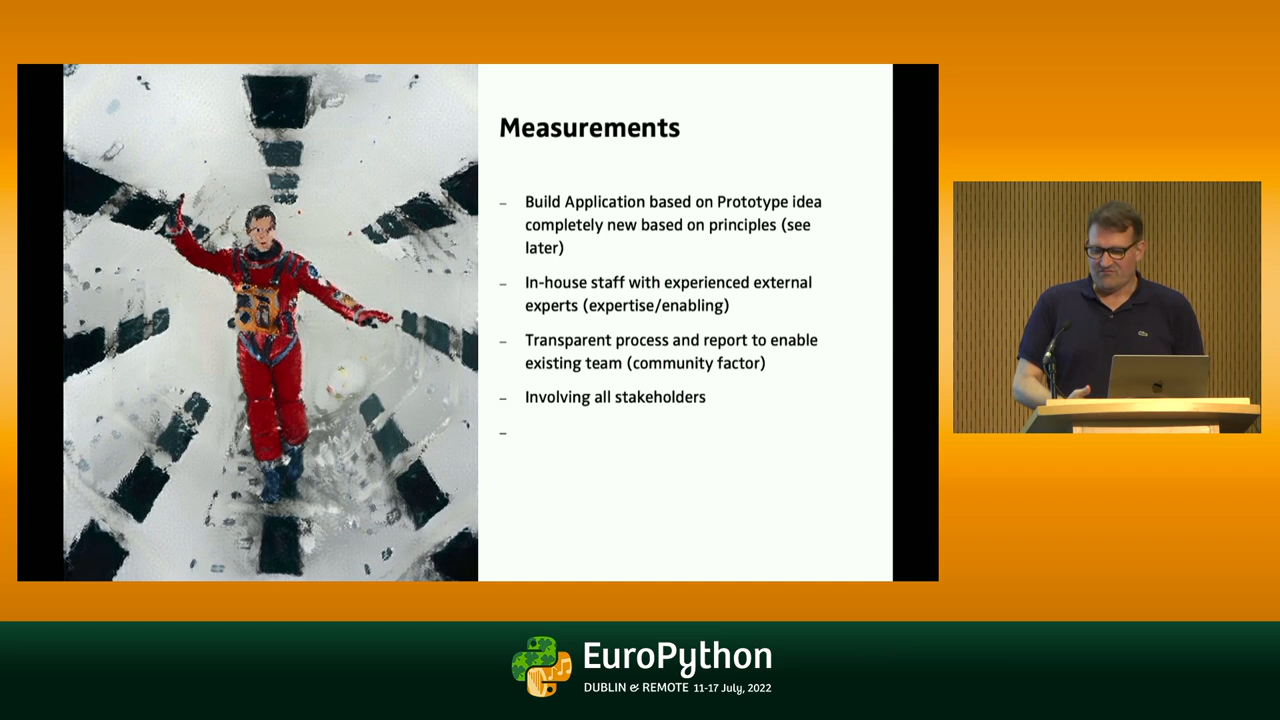 Measurements
– Build Application based on Prototype idea
completely new based on principles (see
later)
– In-house staff with experienced external
experts (expertise/enabling)
– Transparent process and report to enable
existing team (community factor)
– Involving all stakeholders
–
EuroPython
DUBLIN & REMOTE 11-17 July, 2022